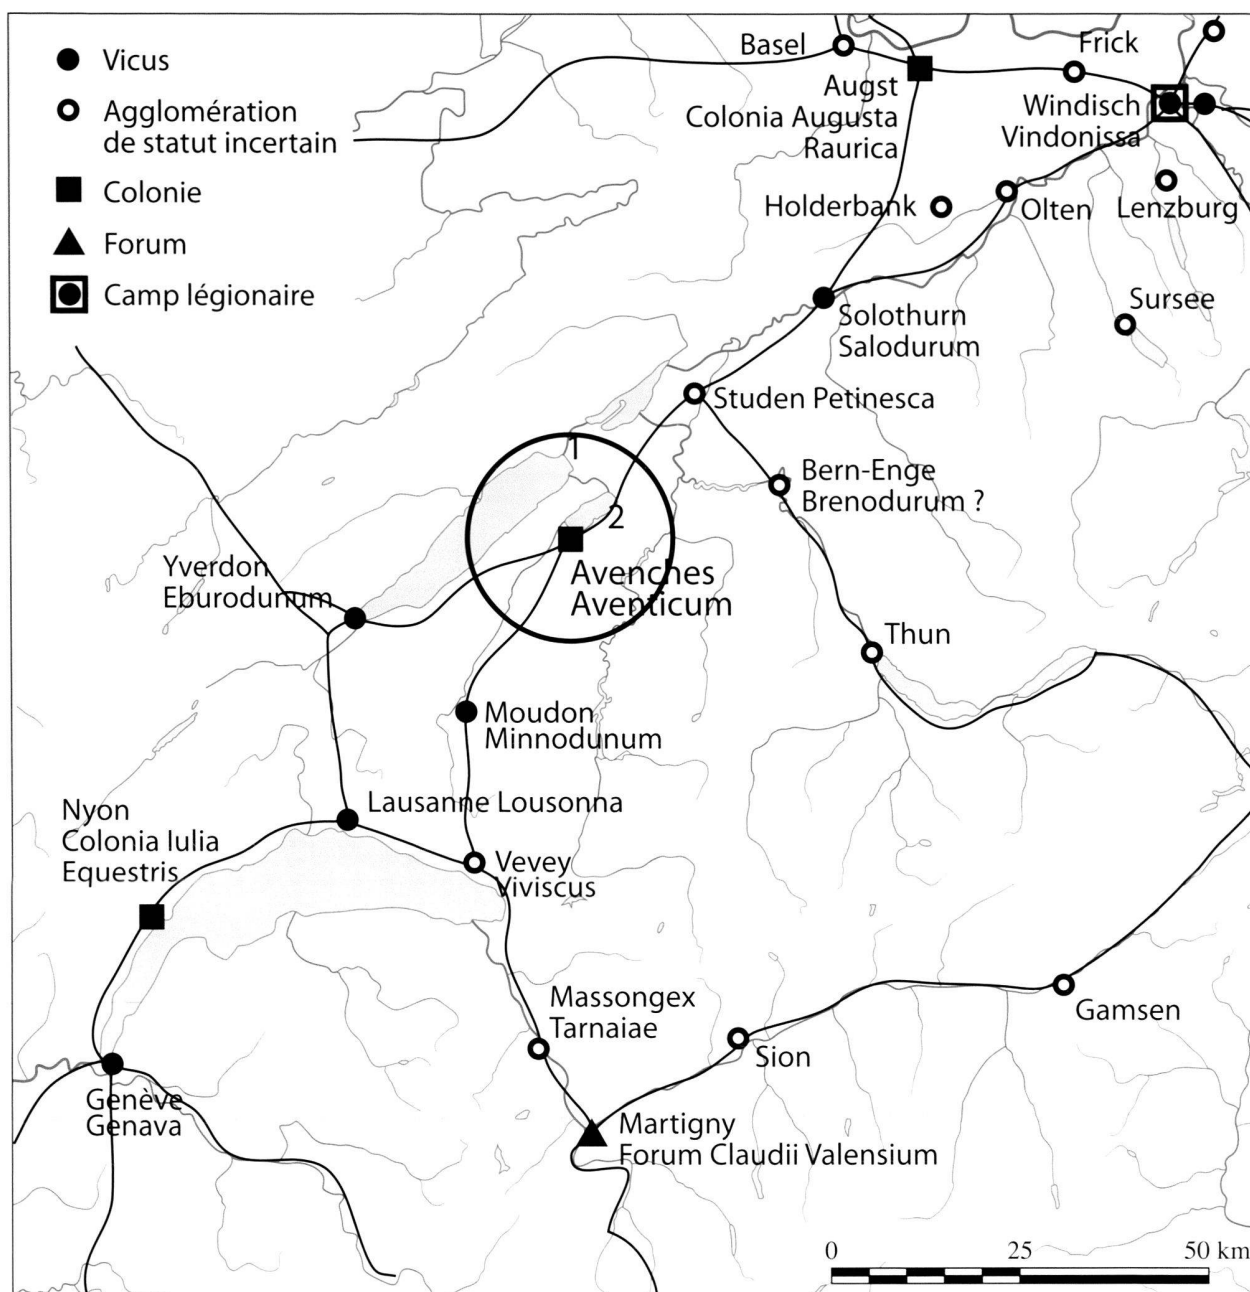 Vicus
Agglomération
de statut incertain
Colonie
Forum
Camp légionaire
Basel
Frick
Augst
Colonia Augusta
Raurica
Windisch
Vindonissa
Holderbank
Olten
Lenzburg
Sursee
Solothurn
Salodurum
Studen Petinesca
1
Bern-Enge
Brenodurum ?
2
Avenches
Aventicum
Yverdon
Eburodunum
Thun
Moudon
Minnodunum
Lausanne Lousonna
Nyon
Colonia Iulia
Equestris
Vevey
Viviscus
Massongex
Tarnaiae
Gamsen
Sion
Genève
Genava
Martigny
Forum Claudii Valensium
0 25 50 km